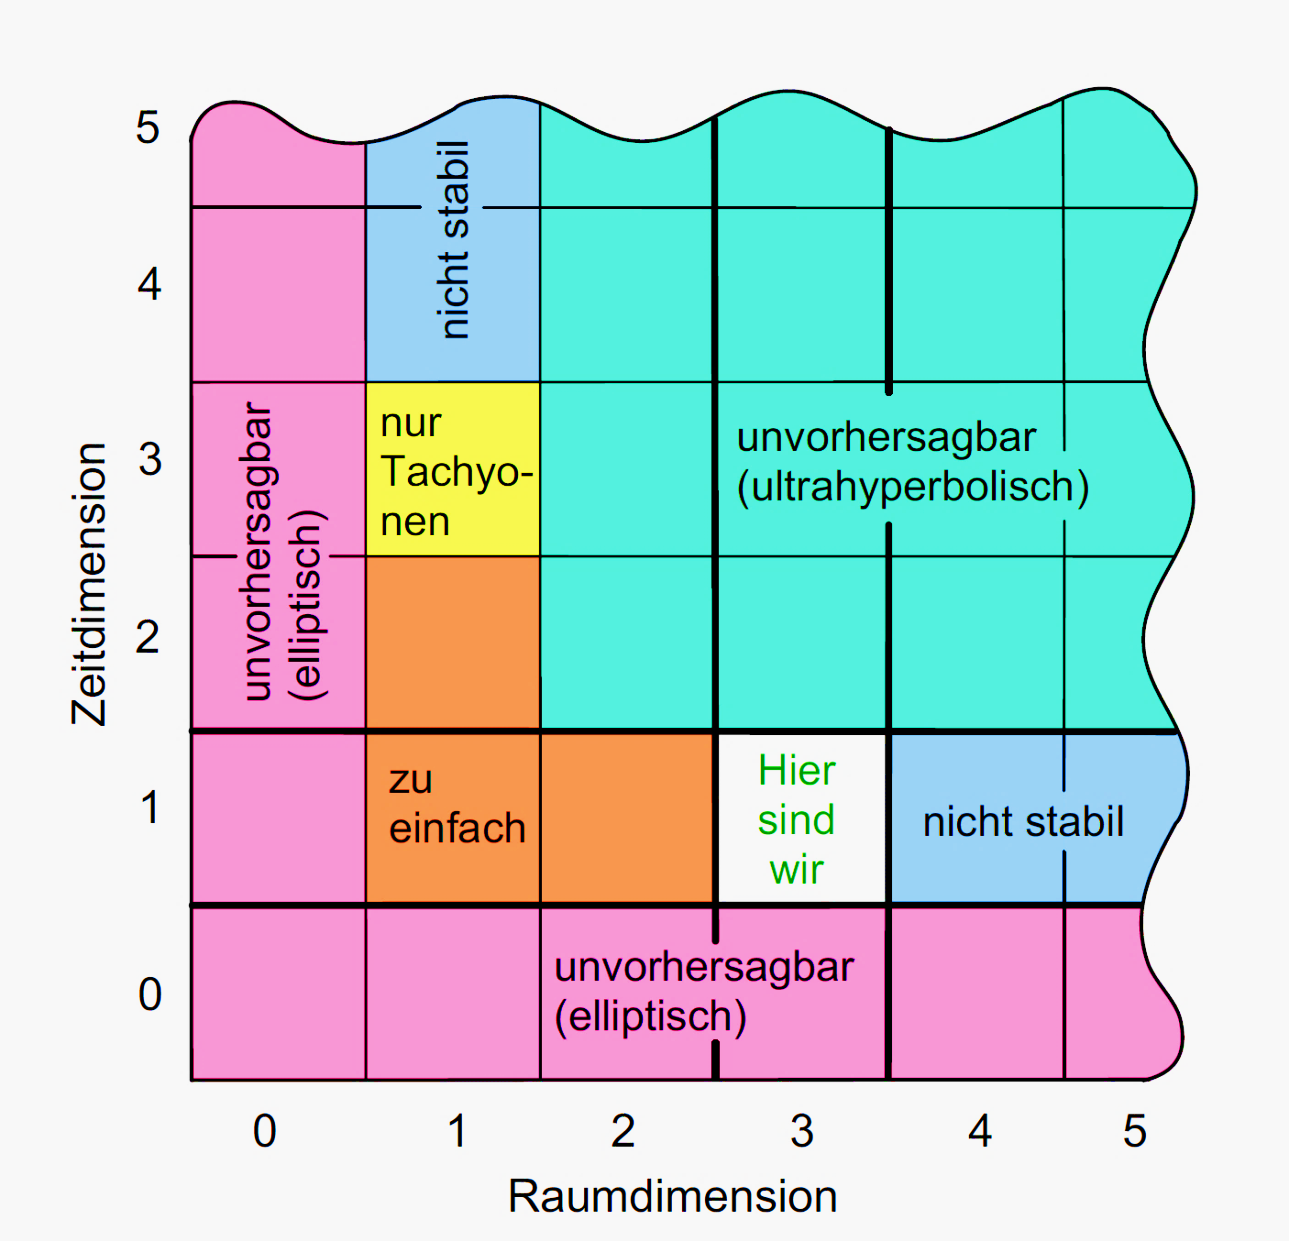 5
nicht stabil
4
nur
Tachyo-
nen
unvorhersagbar
(elliptisch)
3
unvorhersagbar
(ultrahyperbolisch)
Zeitdimension
2
1
zu
einfach
Hier
sind
wir
nicht stabil
0
unvorhersagbar
(elliptisch)
0 1 2 3 4 5
Raumdimension